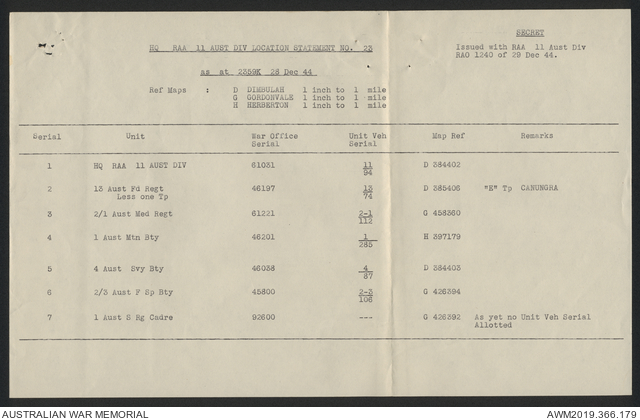 SECRET
HQ RAA 11 AUST DIV LOCATION STATEMENT NO. 23
Issued with RAA 11 Aust Div
RAO 1240 of 29 Dec 44.
as at 2359K 28 Dec 44
Ref Maps : D DIMBULAH 1 inch to 1 mile
G GORDONVALE 1 inch to 1 mile
H HERBERTON 1 inch to 1 mile
Serial Unit War Office Serial Unit Veh Serial Map Ref Remarks
1 HQ RAA 11 AUST DIV 61031 11/94 D 384402
2 13 Aust Fd Regt 46197 13/74 D 385406 "E" Tp CANUNGRA
Less one Tp
3 2/1 Aust Med Regt 61221 2-1/112 G 458360
4 1 Aust Mtn Bty 46201 1/285 H 397179
5 4 Aust Svy Bty 46038 4/87 D 384403
6 2/3 Aust F Sp Bty 45800 2-3/106 G 426394
7 1 Aust S Rg Cadre 92600 --- G 426392 As yet no Unit Veh Serial
Allotted
AUSTRALIAN WAR MEMORIAL AWM2019.366.179